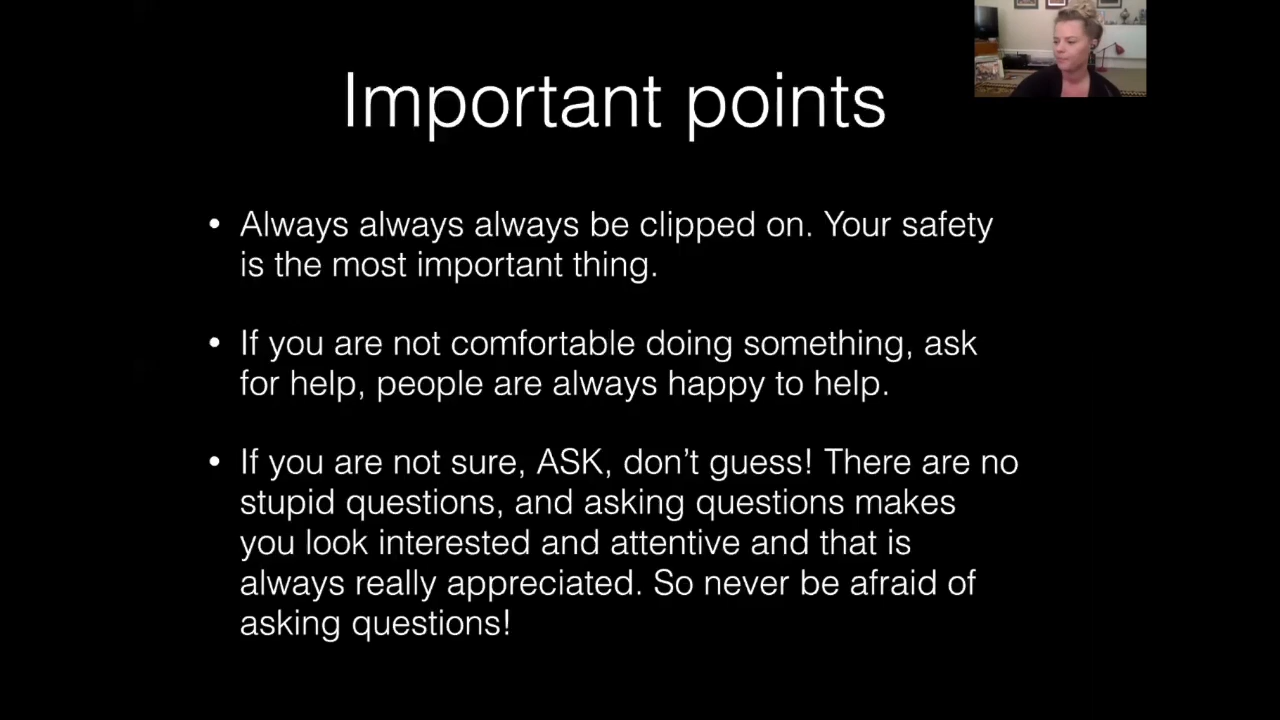 Important points
• Always always always be clipped on. Your safety
is the most important thing.
• If you are not comfortable doing something, ask
for help, people are always happy to help.
• If you are not sure, ASK, don’t guess! There are no
stupid questions, and asking questions makes
you look interested and attentive and that is
always really appreciated. So never be afraid of
asking questions!